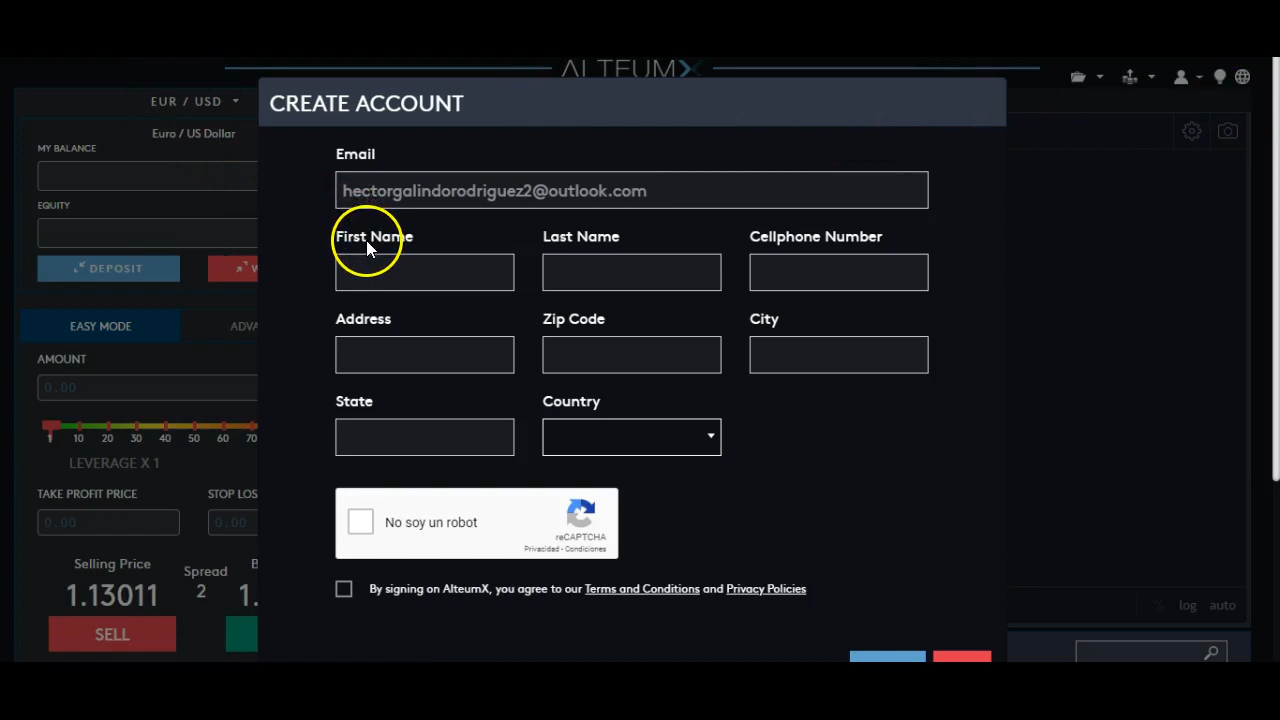 ALTEUMX
EUR / USD
CREATE ACCOUNT
Euro / US Dollar
MY BALANCE
EQUITY
DEPOSIT
EASY MODE
AMOUNT
0.00
1 10 20 30 40 50 60 70
LEVERAGE X 1
TAKE PROFIT PRICE
0.00
0.00
Selling Price
Spread
1.13011
2
1.
SELL
Email
hectorgalindorodriguez2@outlook.com
First Name
Last Name
Cellphone Number
Address
Zip Code
City
State
Country
No soy un robot
reCAPTCHA
Privacidad - Condiciones
By signing on AlteumX, you agree to our Terms and Conditions and Privacy Policies
% log auto